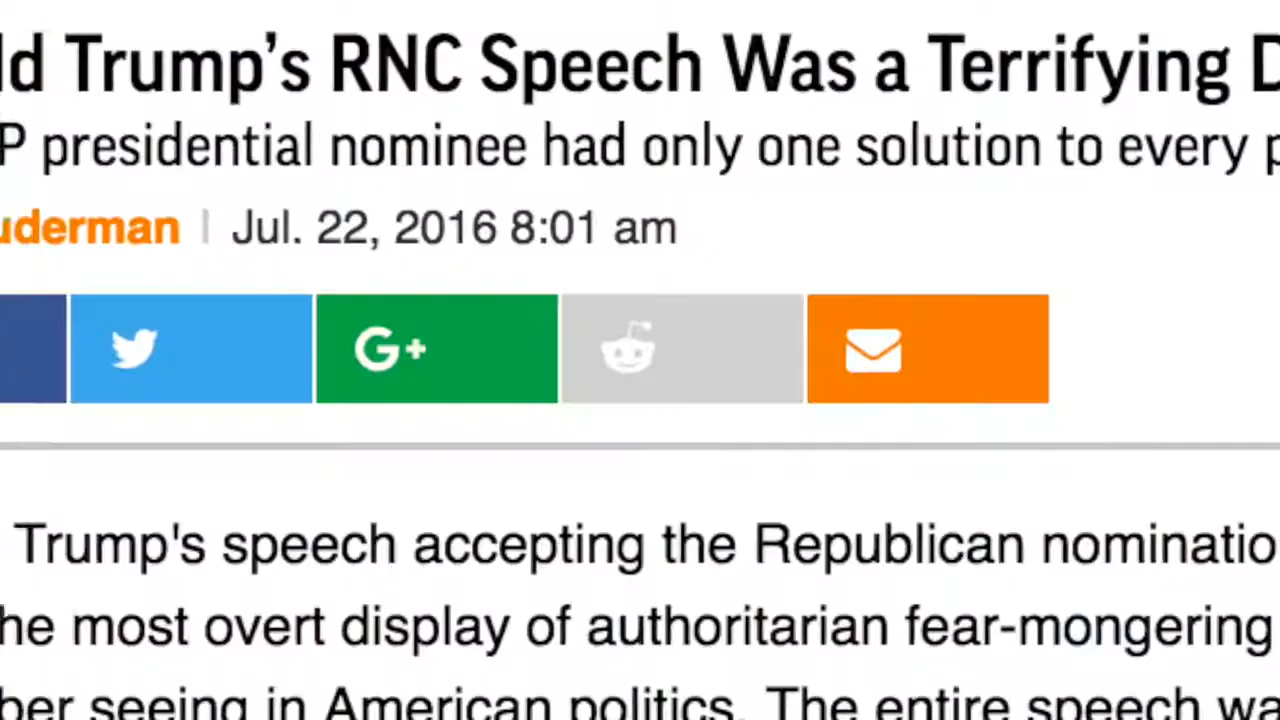 ld Trump’s RNC Speech Was a Terrifying D
P presidential nominee had only one solution to every p
uderman | Jul. 22, 2016 8:01 am
G+
Trump's speech accepting the Republican nominatio
he most overt display of authoritarian fear-mongering
ber seeing in American politics. The entire speech wa